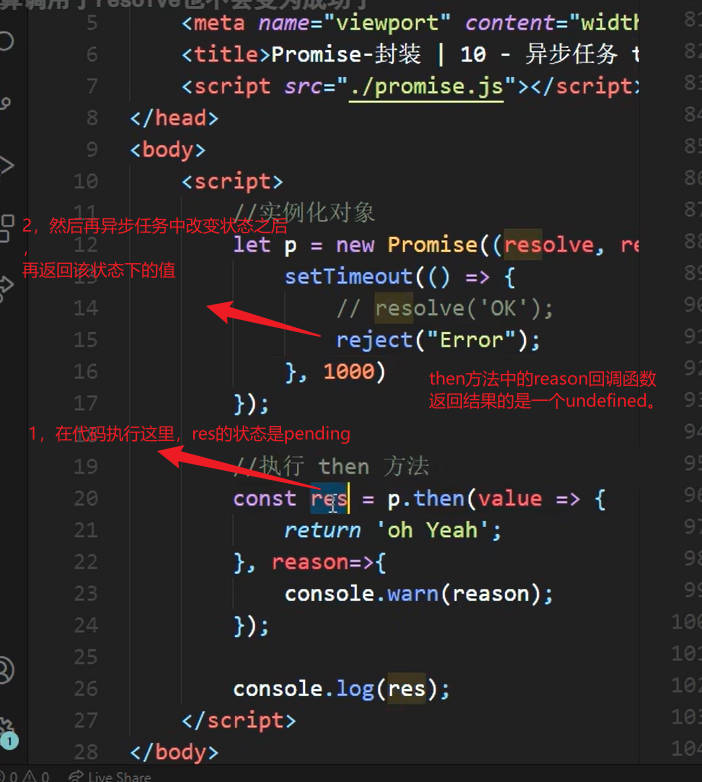 算调用了resolve也不会变为成功了
5 <meta name="viewport" content="width
6 <title>Promise-封装 | 10 - 异步任务 t
7 <script src="./promise.js"></script>
8 </head>
9 <body>
10 <script>
11 //实例化对象
2，然后再异步任务中改变状态之后
，
再返回该状态下的值
12 let p = new Promise((resolve, re
13 setTimeout(() => {
14 // resolve('OK');
15 reject("Error");
16 }, 1000)
then方法中的reason回调函数
返回结果的是一个undefined。
17 });
1，在代码执行这里，res的状态是pending
19 //执行 then 方法
20 const res = p.then(value => {
21 return 'oh Yeah';
22 }, reason=>{
23 console.warn(reason);
24 });
25
26 console.log(res);
27 </script>
28 </body>
81
82
83
84
85
86
87
88
89
90
91
92
93
94
95
96
97
98
99
100
101
102
103
104
1
0 0 Live Share